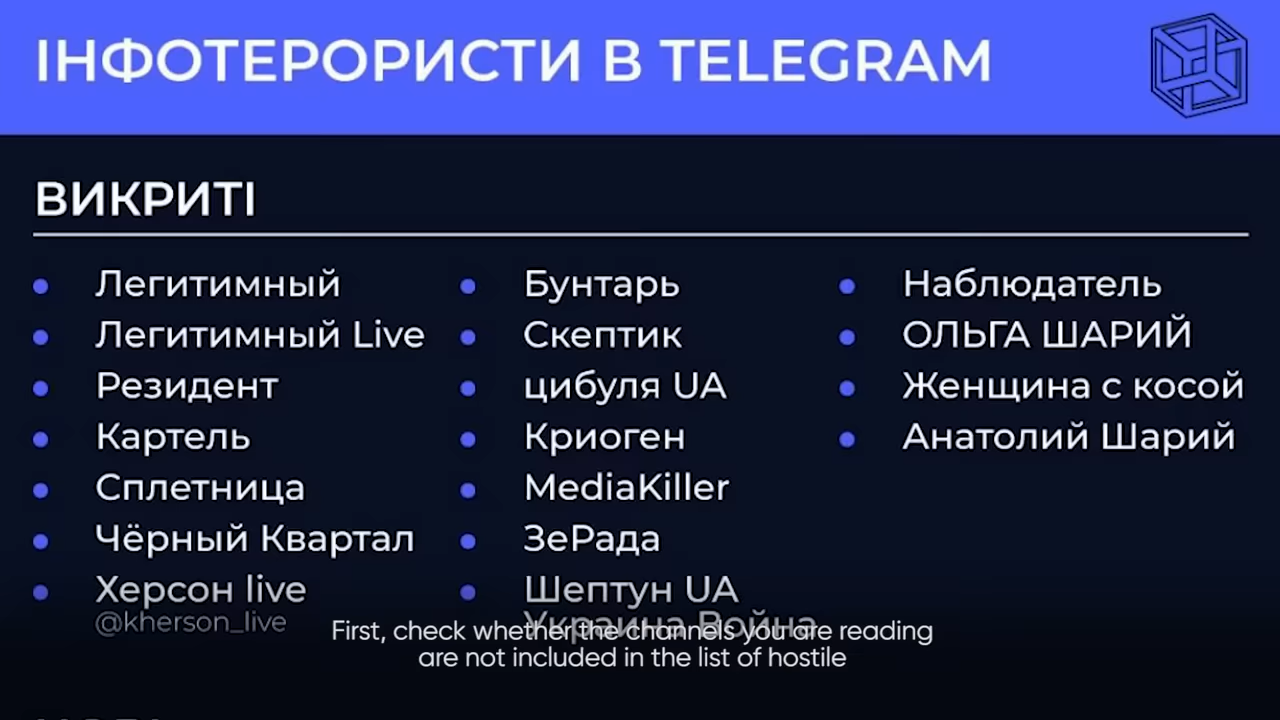 ІНФОТЕРОРИСТИ В TELEGRAM
ВИКРИТІ
Легитимный
Легитимный Live
Резидент
Картель
Сплетница
Чёрный Квартал
Херсон live
@kherson_live
Бунтарь
Скептик
цибуля UA
Криоген
MediaKiller
ЗеРада
Шептун UA
Украина Война
Наблюдатель
ОЛЬГА ШАРИЙ
Женщина с косой
Анатолий Шарий
First, check whether the channels you are reading
are not included in the list of hostile